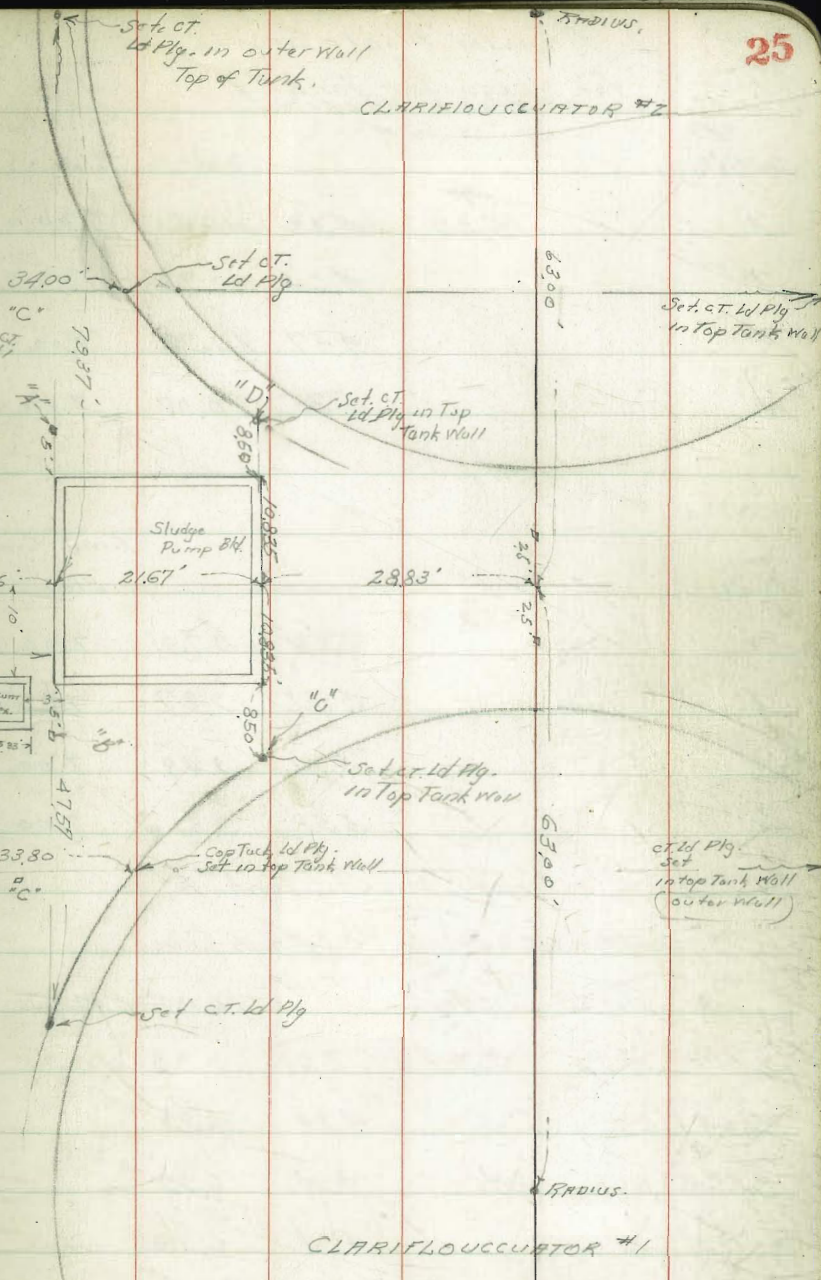 25
RADIUS.
Set. CT.
Ld Plg. in outer Wall
Top of Tank.
CLARIFLOUCCUATOR #2
34.00'
"C"
Set CT.
Ld Plg
63.00'
Set. CT. Ld Plg
in Top Tank Wall
79.37'
"A"
5'
"D"
Set. CT.
Ld Plg in Top
Tank Wall
8.50'
10.835
Sludge
Pump Bld.
21.67'
28.83'
2.5'
2.5'
10'
10.835'
8.50'
"C"
"B"
47.59
Set CT. Ld Plg.
in Top Tank Wall
63.00'
33.80
"C"
Cop Tack Ld Plg.
Set in top Tank Wall
CT. Ld Plg.
Set
in top Tank Wall
(outer Wall)
Set CT. Ld Plg
RADIUS.
CLARIFLOUCCUATOR #1